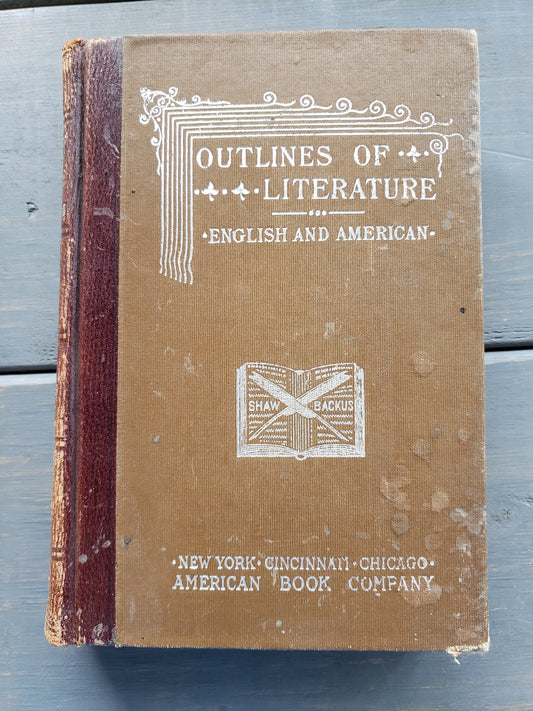 OUTLINES OF
LITERATURE
·ENGLISH AND AMERICAN·
SHAW BACKUS
·NEW YORK·CINCINNATI·CHICAGO·
AMERICAN BOOK COMPANY